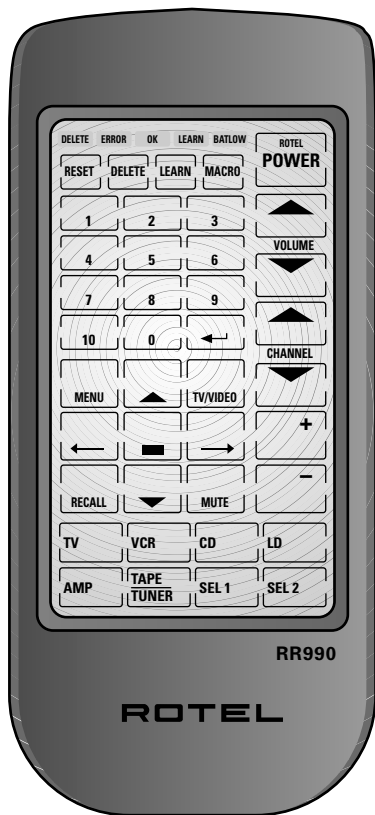 DELETE ERROR OK LEARN BATLOW
ROTEL
POWER
RESET DELETE LEARN MACRO
1 2 3
VOLUME
4 5 6
7 8 9
10 0
CHANNEL
MENU TV/VIDEO
+
−
RECALL MUTE
TV VCR CD LD
AMP TAPE SEL 1 SEL 2
TUNER
RR990
ROTEL